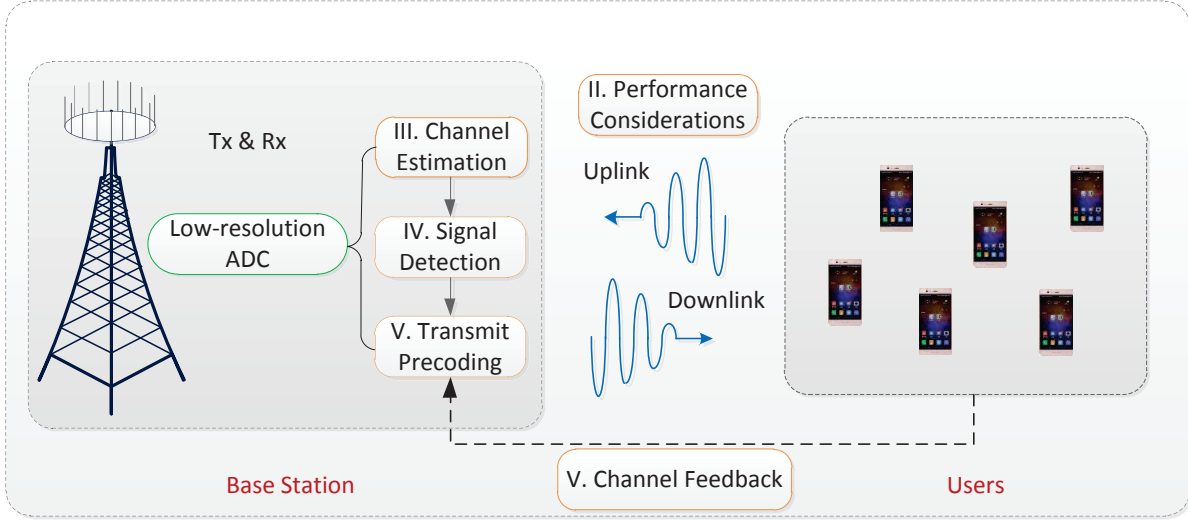 Tx & Rx
Low-resolution
ADC
III. Channel
Estimation
IV. Signal
Detection
V. Transmit
Precoding
II. Performance
Considerations
Uplink
Downlink
V. Channel Feedback
Base Station
Users